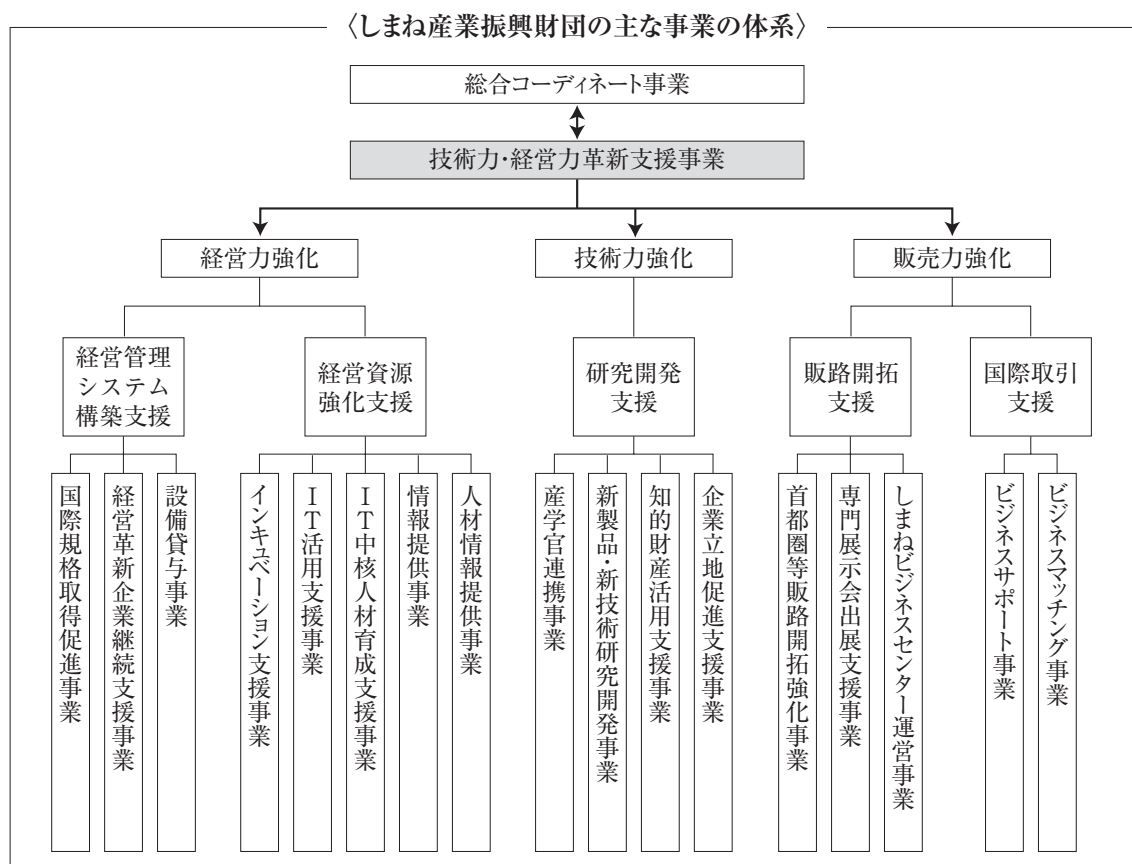 〈しまね産業振興財団の主な事業の体系〉
総合コーディネート事業
技術力・経営力革新支援事業
経営力強化
技術力強化
販売力強化
経営管理
システム
構築支援
経営資源
強化支援
研究開発
支援
販路開拓
支援
国際取引
支援
国際規格取得促進事業
経営革新企業継続支援事業
設備貸与事業
インキュベーション支援事業
IT活用支援事業
IT中核人材育成支援事業
情報提供事業
人材情報提供事業
産学官連携事業
新製品・新技術研究開発事業
知的財産活用支援事業
企業立地促進支援事業
首都圏等販路開拓強化事業
専門展示会出展支援事業
しまねビジネスセンター運営事業
ビジネスサポート事業
ビジネスマッチング事業